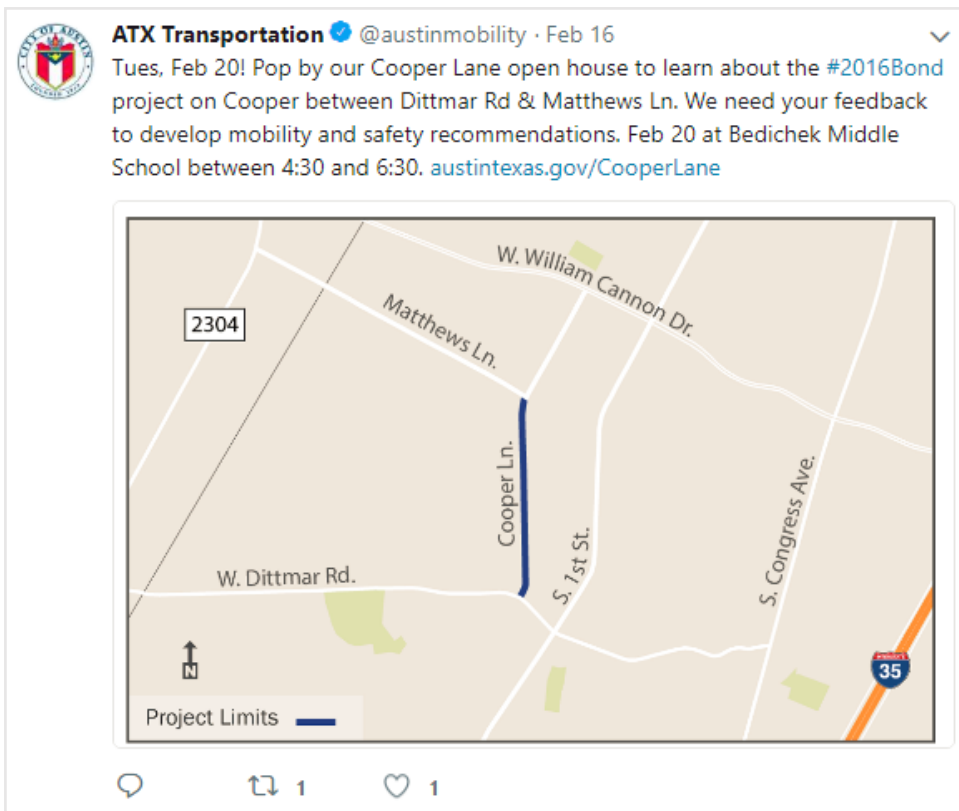 ATX Transportation @austinmobility · Feb 16
Tues, Feb 20! Pop by our Cooper Lane open house to learn about the #2016Bond
project on Cooper between Dittmar Rd & Matthews Ln. We need your feedback
to develop mobility and safety recommendations. Feb 20 at Bedichek Middle
School between 4:30 and 6:30. austintexas.gov/CooperLane
W. William Cannon Dr.
Matthews Ln.
2304
Cooper Ln.
S. 1st St.
S. Congress Ave.
W. Dittmar Rd.
N
35
Project Limits
1
1